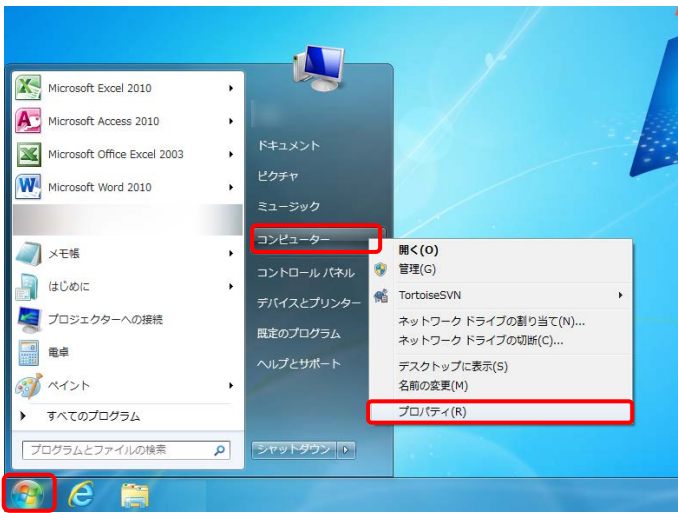 Microsoft Excel 2010
Microsoft Access 2010
Microsoft Office Excel 2003
Microsoft Word 2010
メモ帳
はじめに
プロジェクターへの接続
電卓
ペイント
すべてのプログラム
プログラムとファイルの検索
ドキュメント
ピクチャ
ミュージック
コンピューター
コントロール パネル
デバイスとプリンター
既定のプログラム
ヘルプとサポート
シャットダウン
開く(O)
管理(G)
TortoiseSVN
ネットワーク ドライブの割り当て(N)...
ネットワーク ドライブの切断(C)...
デスクトップに表示(S)
名前の変更(M)
プロパティ(R)